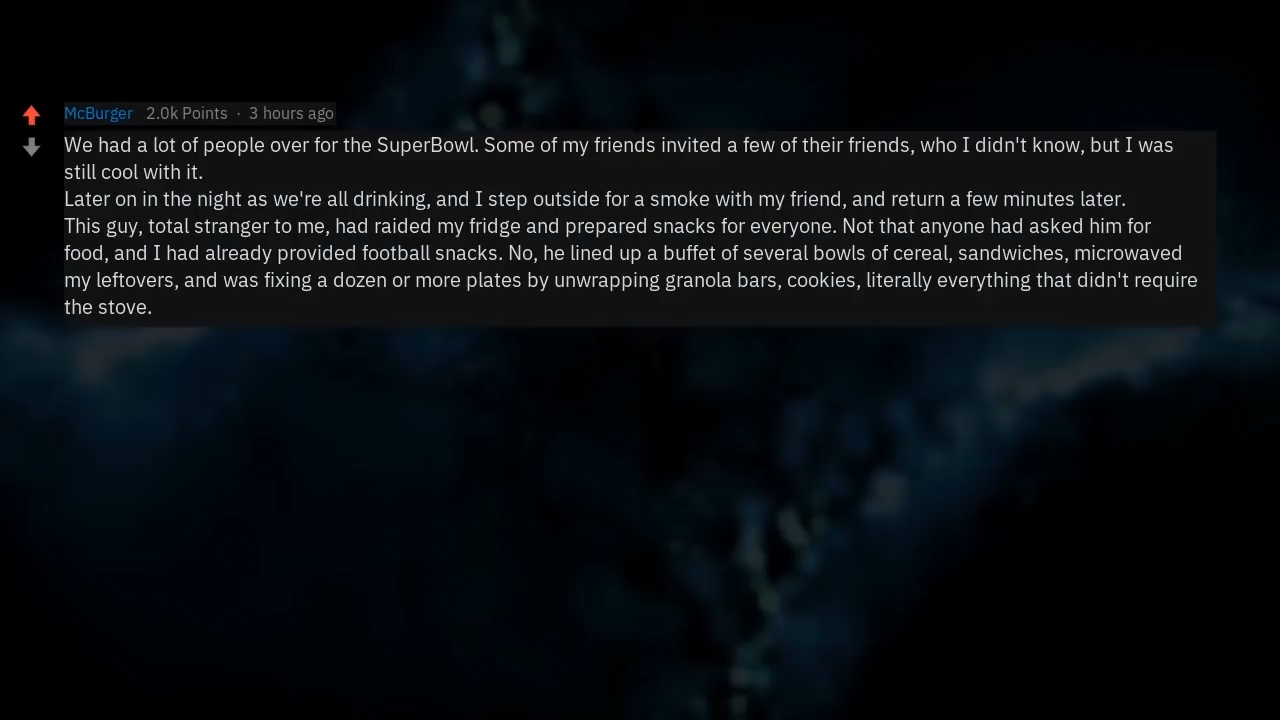 McBurger 2.0k Points · 3 hours ago
We had a lot of people over for the SuperBowl. Some of my friends invited a few of their friends, who I didn't know, but I was
still cool with it.
Later on in the night as we're all drinking, and I step outside for a smoke with my friend, and return a few minutes later.
This guy, total stranger to me, had raided my fridge and prepared snacks for everyone. Not that anyone had asked him for
food, and I had already provided football snacks. No, he lined up a buffet of several bowls of cereal, sandwiches, microwaved
my leftovers, and was fixing a dozen or more plates by unwrapping granola bars, cookies, literally everything that didn't require
the stove.